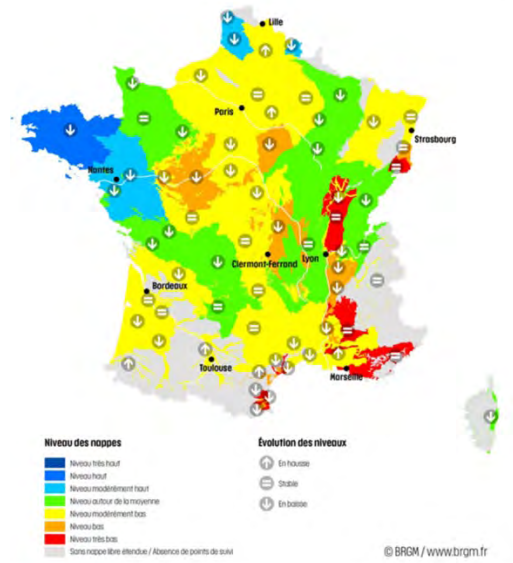 Lille
Paris
Strasbourg
Nantes
Clermont-Ferrand
Lyon
Bordeaux
Toulouse
Marseille
Niveau des nappes
Niveau très haut
Niveau haut
Niveau modérément haut
Niveau autour de la moyenne
Niveau modérément bas
Niveau bas
Niveau très bas
Sans nappe libre étendue / Absence de points de suivi
Évolution des niveaux
En hausse
Stable
En baisse
© BRGM / www.brgm.fr